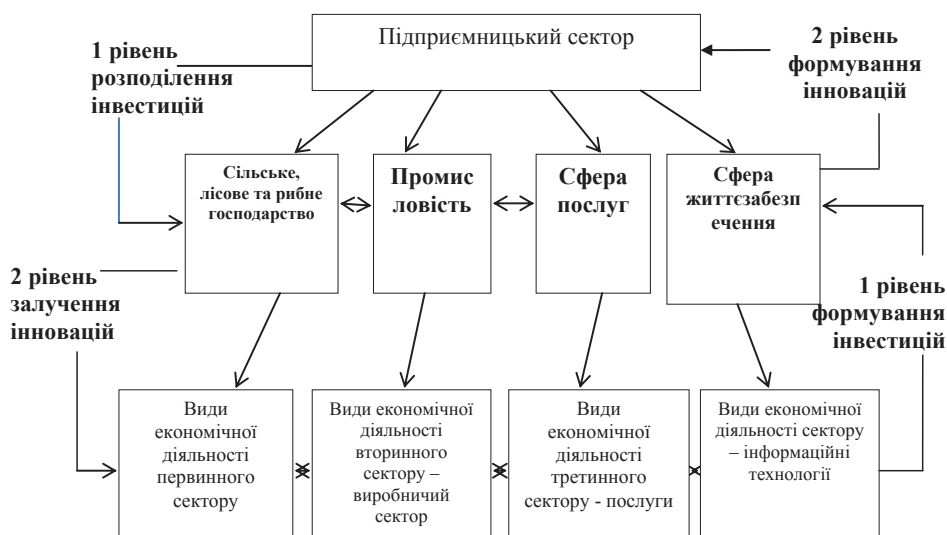 Підприємницький сектор
1 рівень
розподілення
інвестицій
2 рівень
формування
інновацій
Сільське,
лісове та рибне
господарство
Промис
ловість
Сфера
послуг
Сфера
життєзабезп
ечення
2 рівень
залучення
інновацій
1 рівень
формування
інвестицій
Види
економічної
діяльності
первинного
сектору
Види економічної
діяльності
вторинного
сектору –
виробничий
сектор
Види
економічної
діяльності
третинного
сектору - послуги
Види економічної
діяльності сектору
– інформаційні
технології